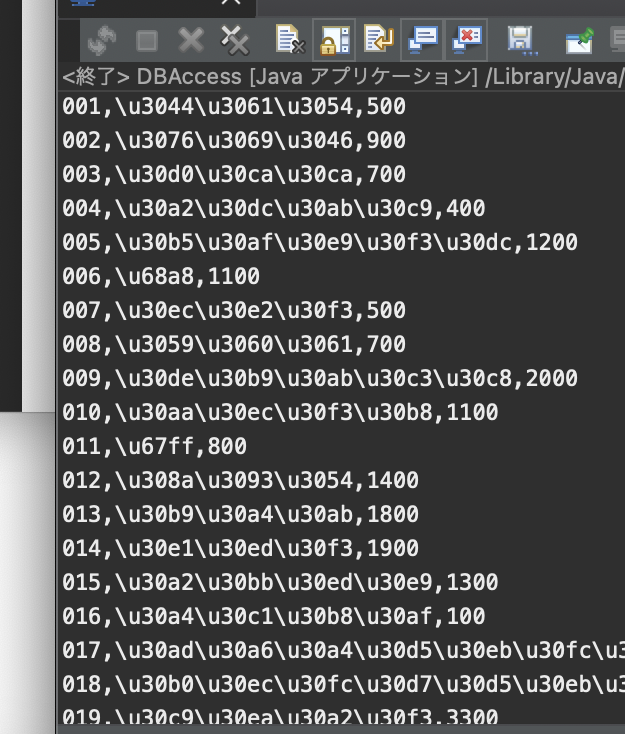 <終了> DBAccess [Java アプリケーション] /Library/Java/
001,\u3044\u3061\u3054,500
002,\u3076\u3069\u3046,900
003,\u30d0\u30ca\u30ca,700
004,\u30a2\u30dc\u30ab\u30c9,400
005,\u30b5\u30af\u30e9\u30f3\u30dc,1200
006,\u68a8,1100
007,\u30ec\u30e2\u30f3,500
008,\u3059\u3060\u3061,700
009,\u30de\u30b9\u30ab\u30c3\u30c8,2000
010,\u30aa\u30ec\u30f3\u30b8,1100
011,\u67ff,800
012,\u308a\u3093\u3054,1400
013,\u30b9\u30a4\u30ab,1800
014,\u30e1\u30ed\u30f3,1900
015,\u30a2\u30bb\u30ed\u30e9,1300
016,\u30a4\u30c1\u30b8\u30af,100
017,\u30ad\u30a6\u30a4\u30d5\u30eb\u30fc\u3
018,\u30b0\u30ec\u30fc\u30d7\u30d5\u30eb\u3
019,\u30c9\u30ea\u30a2\u30f3,3300